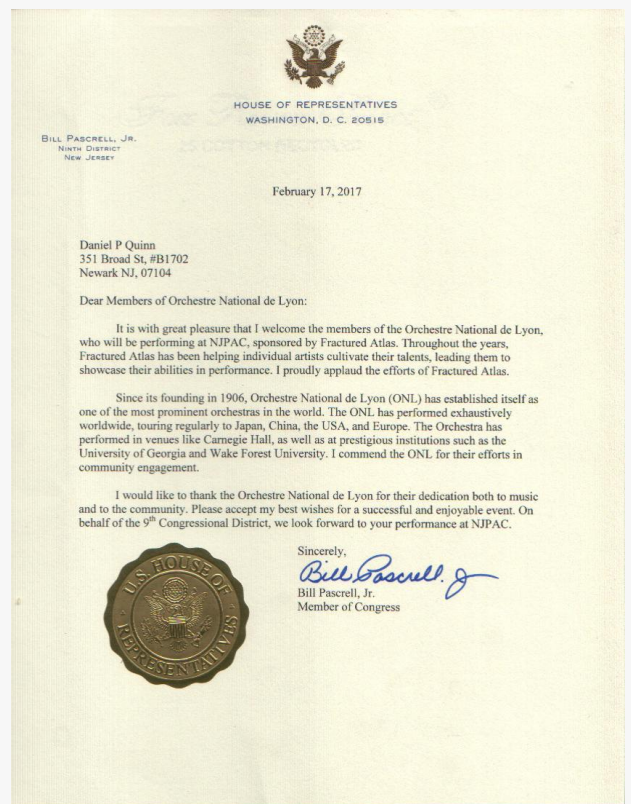 HOUSE OF REPRESENTATIVES
WASHINGTON, D. C. 20515
BILL PASCRELL, JR.
NINTH DISTRICT
NEW JERSEY
February 17, 2017
Daniel P Quinn
351 Broad St, #B1702
Newark NJ, 07104
Dear Members of Orchestre National de Lyon:
It is with great pleasure that I welcome the members of the Orchestre National de Lyon,
who will be performing at NJPAC, sponsored by Fractured Atlas. Throughout the years,
Fractured Atlas has been helping individual artists cultivate their talents, leading them to
showcase their abilities in performance. I proudly applaud the efforts of Fractured Atlas.
Since its founding in 1906, Orchestre National de Lyon (ONL) has established itself as
one of the most prominent orchestras in the world. The ONL has performed exhaustively
worldwide, touring regularly to Japan, China, the USA, and Europe. The Orchestra has
performed in venues like Carnegie Hall, as well as at prestigious institutions such as the
University of Georgia and Wake Forest University. I commend the ONL for their efforts in
community engagement.
I would like to thank the Orchestre National de Lyon for their dedication both to music
and to the community. Please accept my best wishes for a successful and enjoyable event. On
behalf of the 9th Congressional District, we look forward to your performance at NJPAC.
Sincerely,
Bill Pascrell, Jr
Bill Pascrell, Jr.
Member of Congress
U.S. HOUSE OF
REPRESENTATIVES